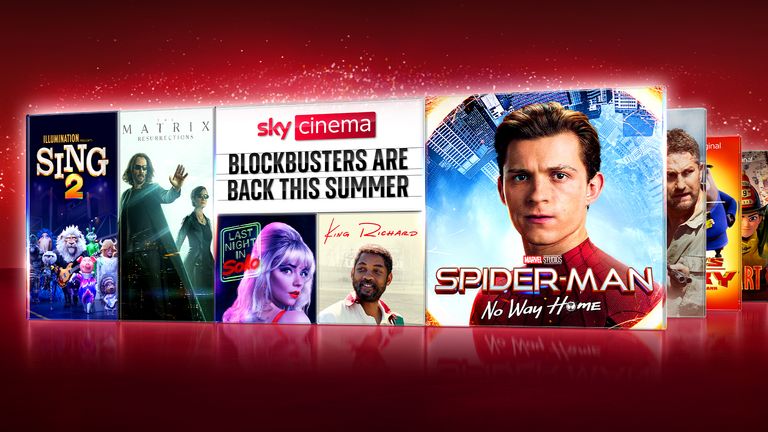 ILLUMINATION
SING
2
THE
MATRIX
RESURRECTIONS
sky cinema
BLOCKBUSTERS ARE
BACK THIS SUMMER
LAST
NIGHT IN
SOHO
KING RICHARD
MARVEL STUDIOS
SPIDER-MAN
NO WAY HOME